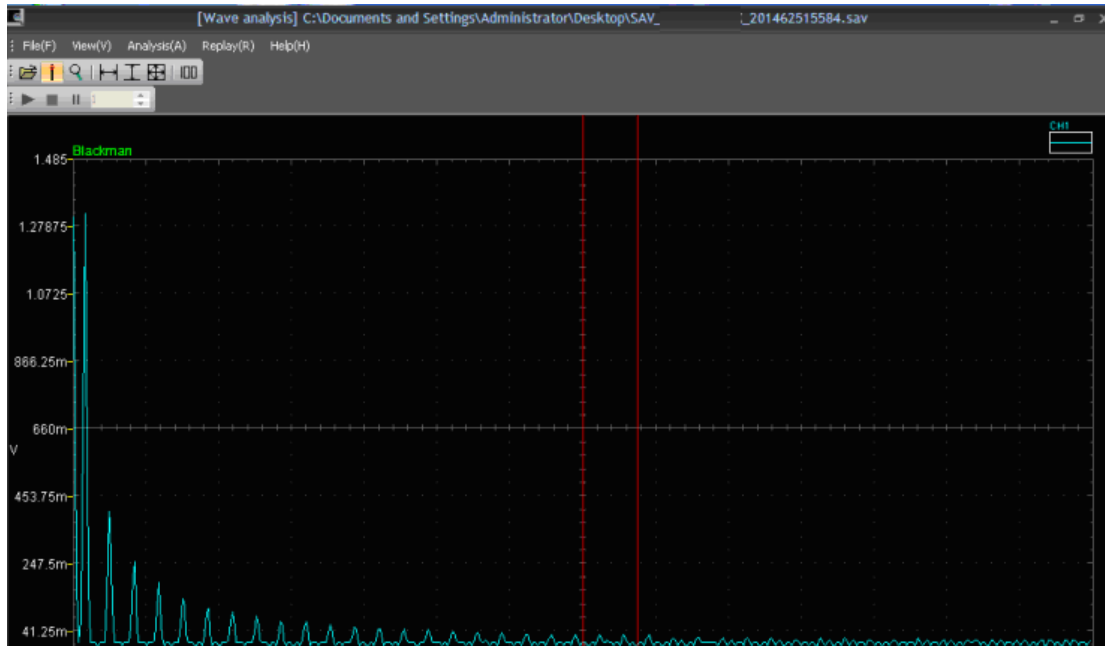 [Wave analysis] C:\Documents and Settings\Administrator\Desktop\SAV_ _201462515584.sav
File(F) View(V) Analysis(A) Replay(R) Help(H)
CH1
Blackman
1.485
1.27875
1.0725
866.25m
660m
V
453.75m
247.5m
41.25m